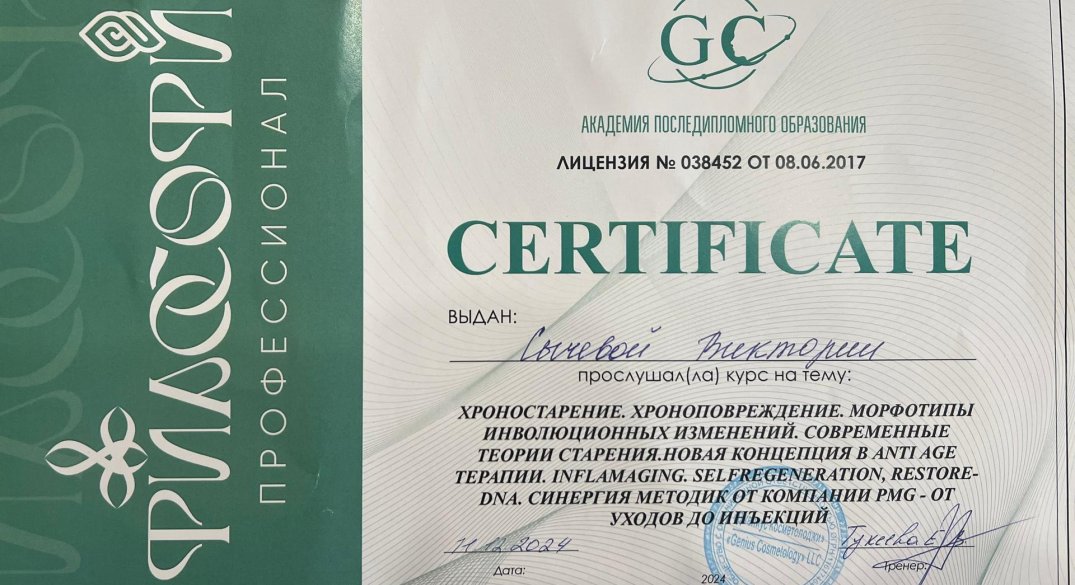 ФИЛОСОФИ
ПРОФЕССИОНАЛ
GC
АКАДЕМИЯ ПОСЛЕДИПЛОМНОГО ОБРАЗОВАНИЯ
ЛИЦЕНЗИЯ № 038452 ОТ 08.06.2017
CERTIFICATE
ВЫДАН:
Сычевой Виктории
прослушал(ла) курс на тему:
ХРОНОСТАРЕНИЕ. ХРОНОПОВРЕЖДЕНИЕ. МОРФОТИПЫ
ИНВОЛЮЦИОННЫХ ИЗМЕНЕНИЙ. СОВРЕМЕННЫЕ
ТЕОРИИ СТАРЕНИЯ.НОВАЯ КОНЦЕПЦИЯ В ANTI AGE
ТЕРАПИИ. INFLAMAGING. SELFREGENERATION, RESTORE-
DNA. СИНЕРГИЯ МЕТОДИК ОТ КОМПАНИИ PMG - ОТ
УХОДОВ ДО ИНЪЕКЦИЙ
«Genius Cosmetology» LLC
12.2024
Дата:
2024
Тренер: